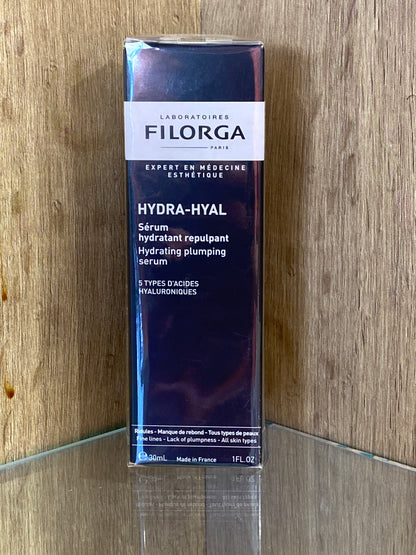 LABORATOIRES
FILORGA
PARIS
EXPERT EN MÉDECINE
ESTHÉTIQUE
HYDRA-HYAL
Sérum
hydratant repulpant
Hydrating plumping
serum
5 TYPES D'ACIDES
HYALURONIQUES
Ridules - Manque de rebond - Tous types de peaux
Fine lines - Lack of plumpness - All skin types
℮30mL Made in France 1FL.OZ